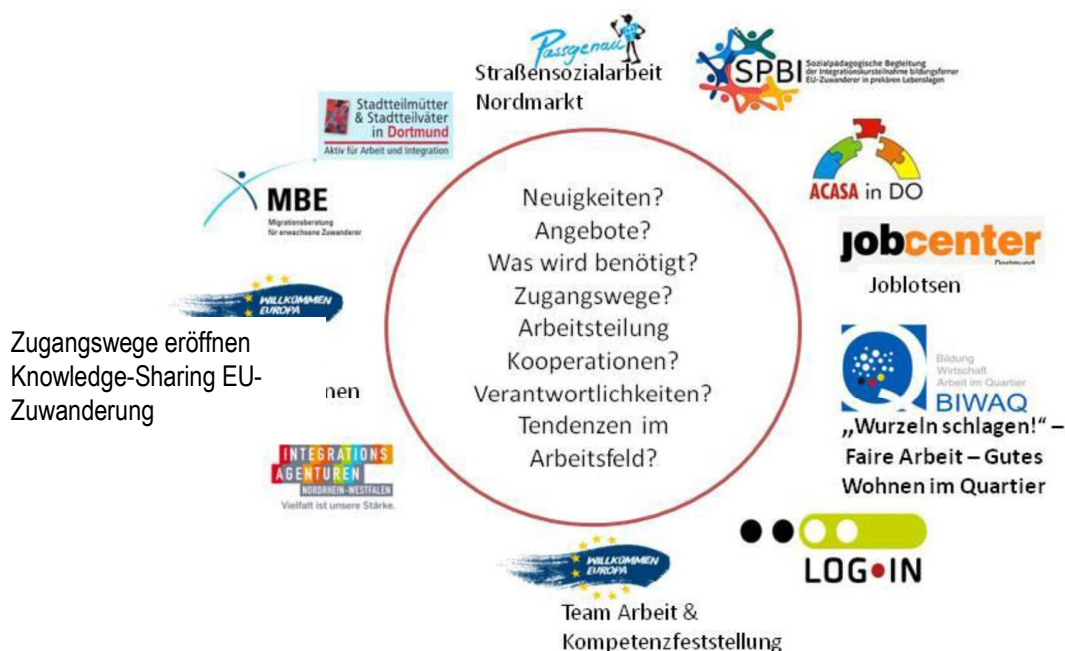 Passgenau
Straßensozialarbeit
Nordmarkt
SPBI
Sozialpädagogische Begleitung
der Integrationskursteilnahme bildungsferner
EU-Zuwanderer in prekären Lebenslagen
Stadtteilmütter
& Stadtteilväter
in Dortmund
Aktiv für Arbeit und Integration
ACASA in DO
MBE
Migrationsberatung
für erwachsene Zuwanderer
jobcenter
Dortmund
Joblotsen
Neuigkeiten?
Angebote?
Was wird benötigt?
Zugangswege?
Arbeitsteilung
Kooperationen?
Verantwortlichkeiten?
Tendenzen im
Arbeitsfeld?
WILLKOMMEN
EUROPA
Zugangswege eröffnen
Knowledge-Sharing EU-
Zuwanderung
nen
Bildung
Wirtschaft
Arbeit im Quartier
BIWAQ
„Wurzeln schlagen!“ –
Faire Arbeit – Gutes
Wohnen im Quartier
INTEGRATIONS
AGENTUREN
NORDRHEIN-WESTFALEN
Vielfalt ist unsere Stärke.
LOG•IN
WILLKOMMEN
EUROPA
Team Arbeit &
Kompetenzfeststellung